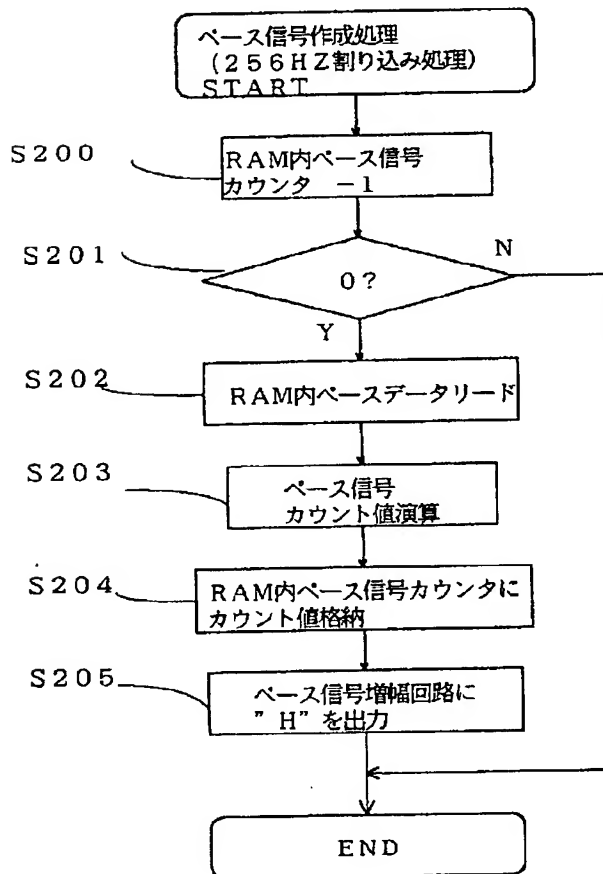 ペース信号作成処理
(256HZ割り込み処理)
START
S200
RAM内ペース信号
カウンタ －1
S201
0?
N
Y
S202
RAM内ペースデータリード
S203
ペース信号
カウント値演算
S204
RAM内ペース信号カウンタに
カウント値格納
S205
ペース信号増幅回路に
"H"を出力
END